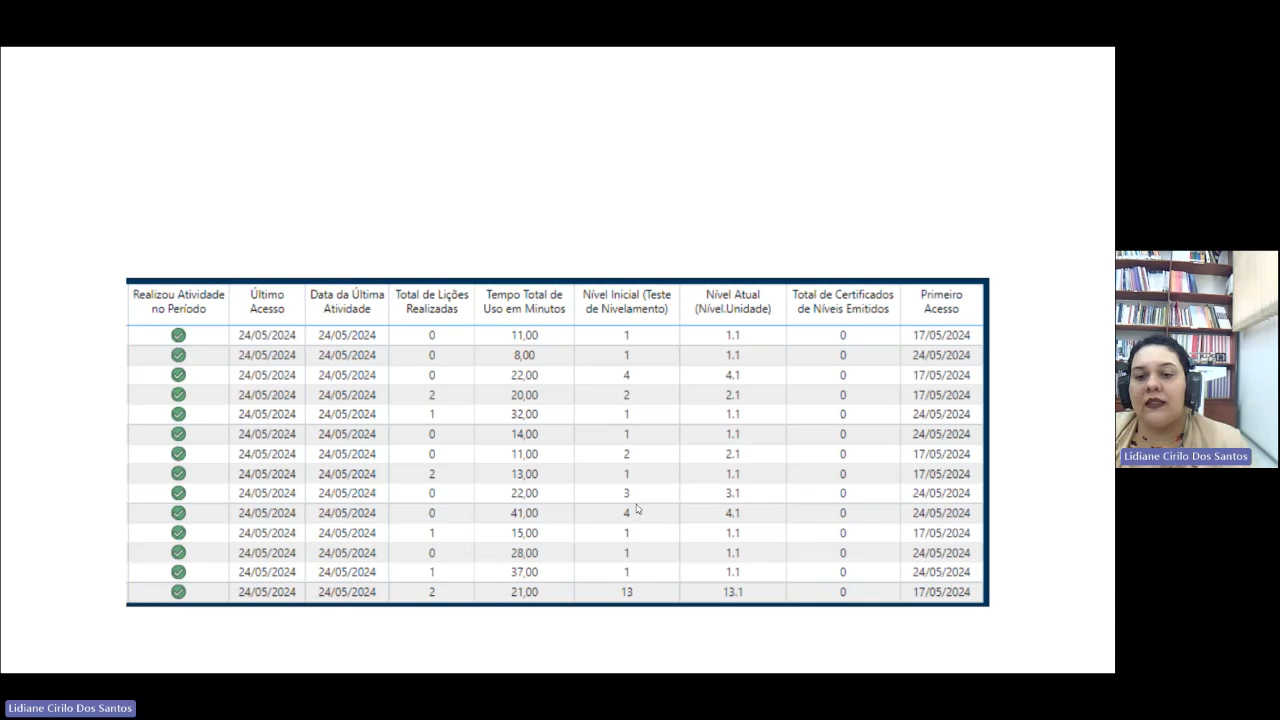 Realizou Atividade no Período Último Acesso Data da Última Atividade Total de Lições Realizadas Tempo Total de Uso em Minutos Nível Inicial (Teste de Nivelamento) Nível Atual (Nível.Unidade) Total de Certificados de Níveis Emitidos Primeiro Acesso
24/05/2024 24/05/2024 0 11,00 1 1.1 0 17/05/2024
24/05/2024 24/05/2024 0 8,00 1 1.1 0 24/05/2024
24/05/2024 24/05/2024 0 22,00 4 4.1 0 17/05/2024
24/05/2024 24/05/2024 2 20,00 2 2.1 0 17/05/2024
24/05/2024 24/05/2024 1 32,00 1 1.1 0 24/05/2024
24/05/2024 24/05/2024 0 14,00 1 1.1 0 24/05/2024
24/05/2024 24/05/2024 0 11,00 2 2.1 0 17/05/2024
24/05/2024 24/05/2024 2 13,00 1 1.1 0 17/05/2024
24/05/2024 24/05/2024 0 22,00 3 3.1 0 24/05/2024
24/05/2024 24/05/2024 0 41,00 4 4.1 0 24/05/2024
24/05/2024 24/05/2024 1 15,00 1 1.1 0 17/05/2024
24/05/2024 24/05/2024 0 28,00 1 1.1 0 24/05/2024
24/05/2024 24/05/2024 1 37,00 1 1.1 0 24/05/2024
24/05/2024 24/05/2024 2 21,00 13 13.1 0 17/05/2024
Lidiane Cirilo Dos Santos
Lidiane Cirilo Dos Santos